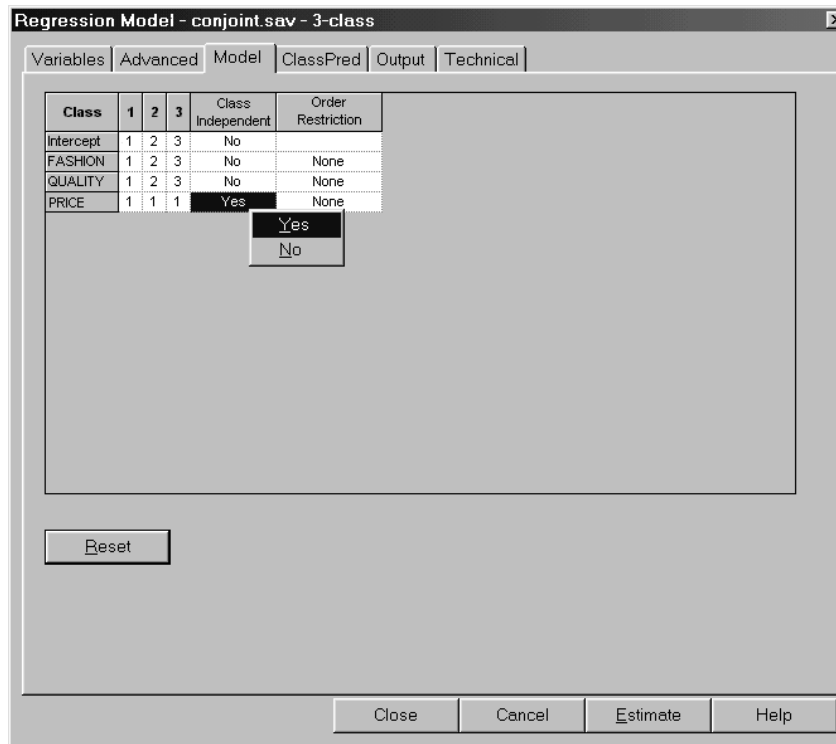 Regression Model - conjoint.sav - 3-class
Variables Advanced Model ClassPred Output Technical
Class 1 2 3 Class Independent Order Restriction
Intercept 1 2 3 No
FASHION 1 2 3 No None
QUALITY 1 2 3 No None
PRICE 1 1 1 Yes None
Yes
No
Reset
Close Cancel Estimate Help